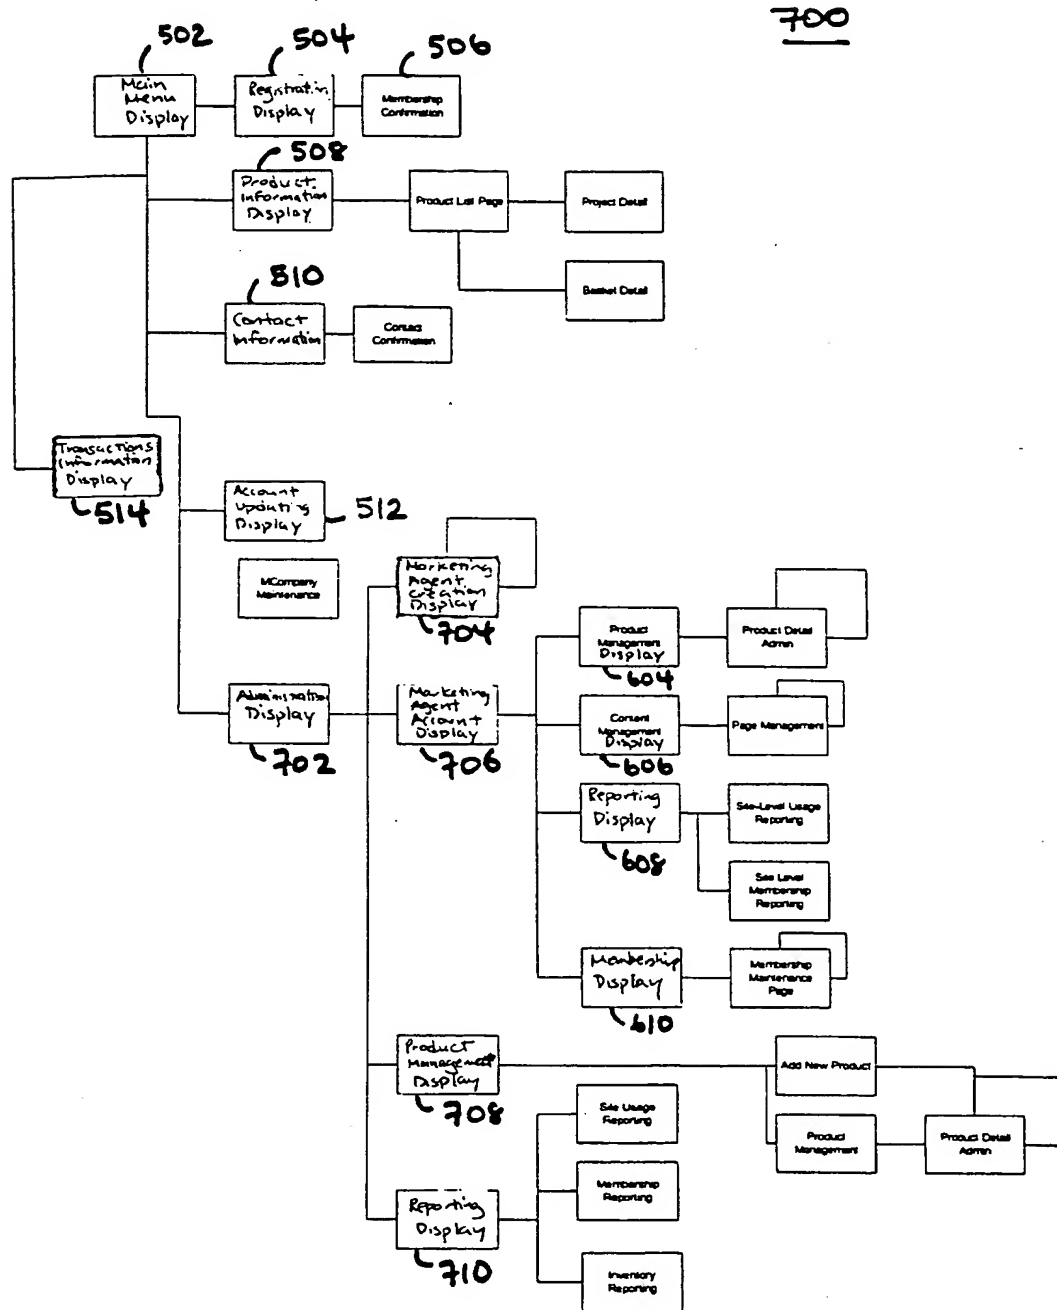 700
502
504
506
Main
Menu
Display
Registration
Display
Membership
Confirmation
508
Product
Information
Display
Product List Page
Project Detail
510
Basket Detail
Contact
Information
Contact
Confirmation
Transactions
Information
Display
514
Account
Updating
Display
512
MCompany
Maintenance
Marketing
Agent
Creation
Display
704
Product
Management
Display
604
Product Detail
Admin
Administration
Display
702
Marketing
Agent
Account
Display
706
Content
Management
Display
606
Page Management
Reporting
Display
608
Site-Level Usage
Reporting
Site Level
Membership
Reporting
Membership
Display
610
Membership
Maintenance
Page
Product
Management
Display
708
Add New Product
Site Usage
Reporting
Product
Management
Product Detail
Admin
Membership
Reporting
Reporting
Display
710
Inventory
Reporting